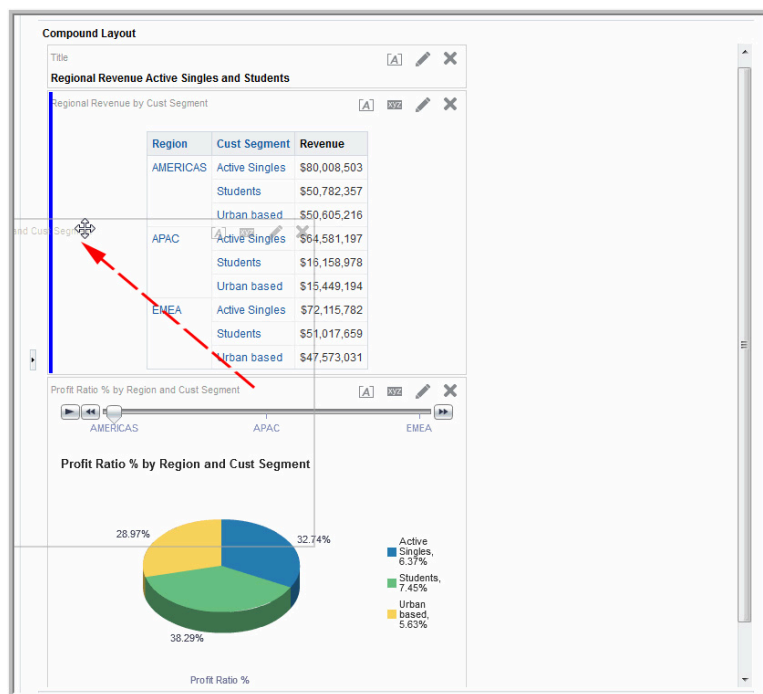 Compound Layout
Title
Regional Revenue Active Singles and Students
Regional Revenue by Cust Segment
Region Cust Segment Revenue
AMERICAS Active Singles $80,008,503
Students $50,782,357
Urban based $50,605,216
and Cust Segm
APAC Active Singles $64,581,197
Students $16,158,978
Urban based $15,449,194
EMEA Active Singles $72,115,782
Students $51,017,659
Urban based $47,573,031
Profit Ratio % by Region and Cust Segment
AMERICAS APAC EMEA
Profit Ratio % by Region and Cust Segment
28.97% 32.74%
38.29%
Active
Singles,
6.37%
Students,
7.45%
Urban
based,
5.63%
Profit Ratio %